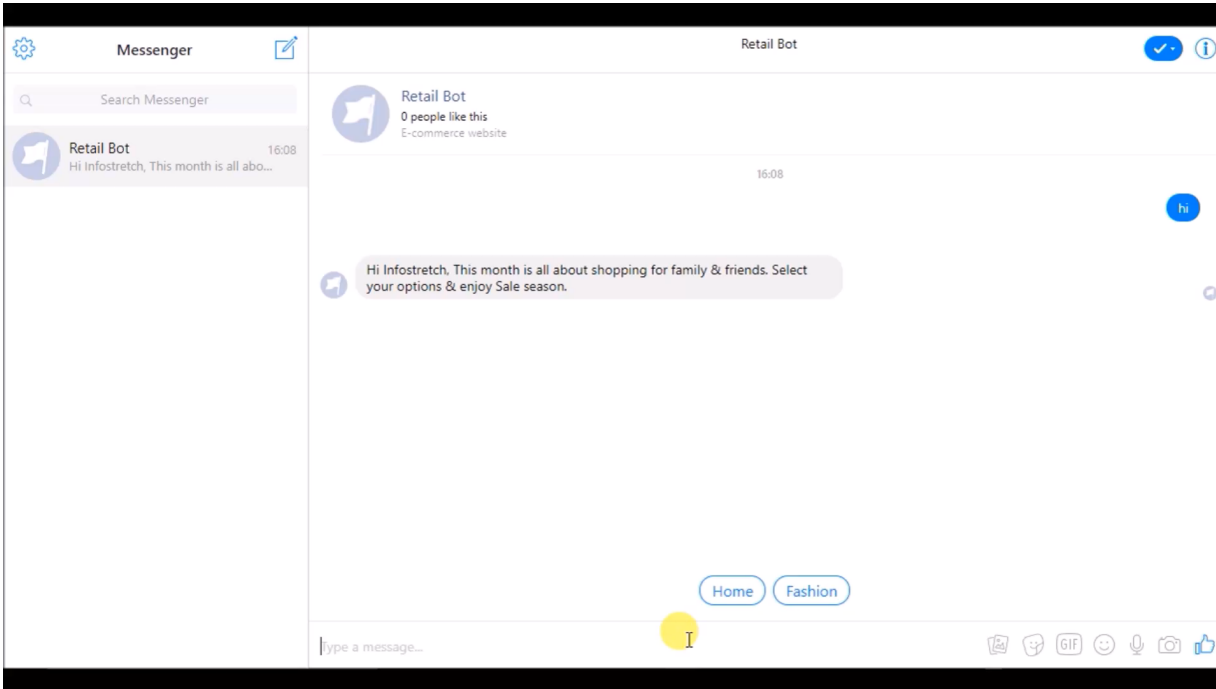 Messenger
Search Messenger
Retail Bot
16:08
Hi Infostretch, This month is all abo...
Retail Bot
Retail Bot
0 people like this
E-commerce website
16:08
hi
Hi Infostretch, This month is all about shopping for family & friends. Select
your options & enjoy Sale season.
Home
Fashion
Type a message...
GIF